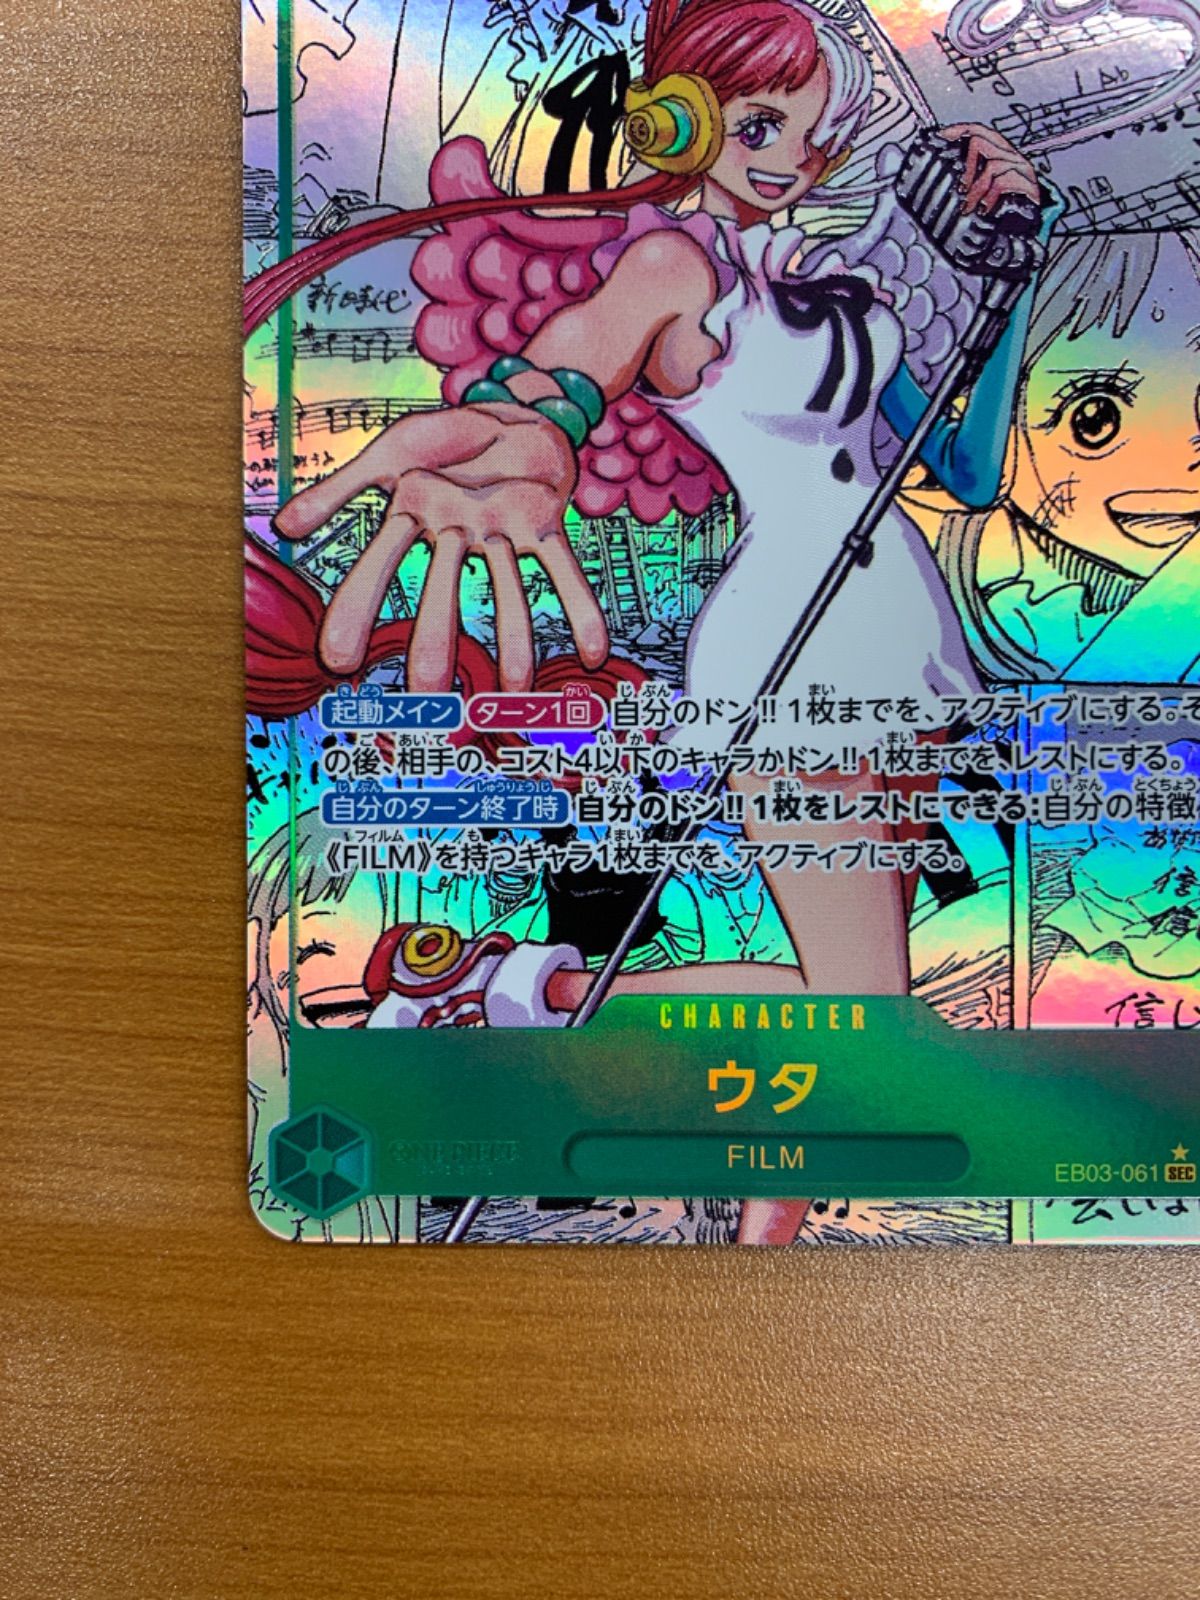 新時代
起動メイン ターン1回 自分のドン!! 1枚までを、アクティブにする。そ
の後、相手の、コスト4以下のキャラかドン!! 1枚までを、レストにする。
自分のターン終了時 自分のドン!! 1枚をレストにできる:自分の特徴
《FILM》を持つキャラ1枚までを、アクティブにする。
CHARACTER
ウタ
ONE PIECE
FILM
EB03-061 SEC